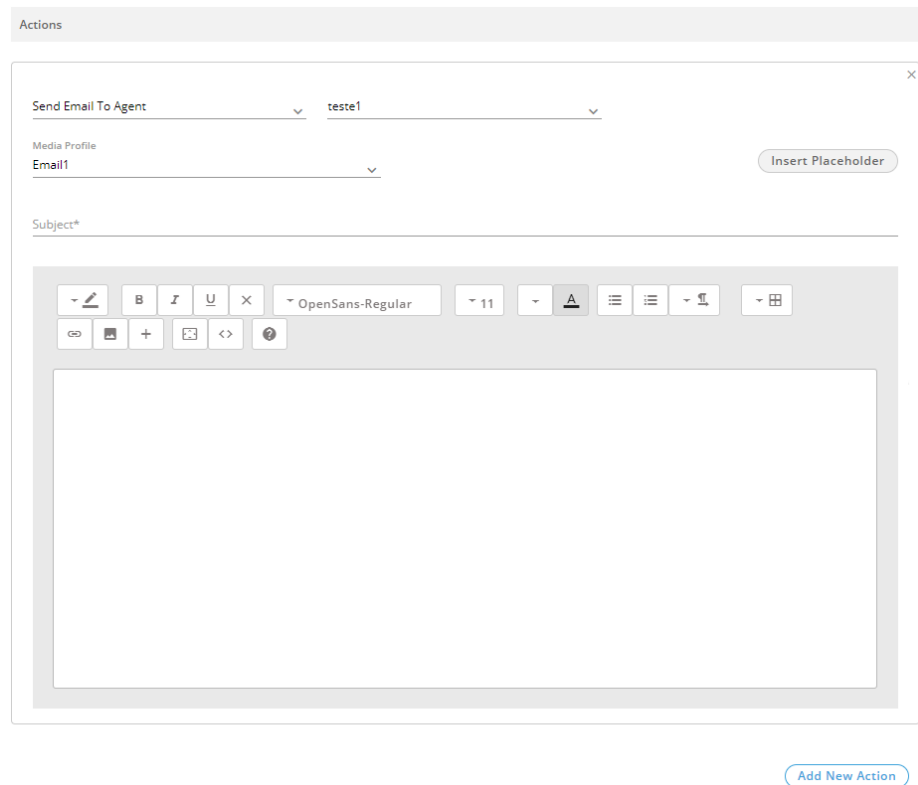 Actions
Send Email To Agent
teste1
Media Profile
Email1
Insert Placeholder
Subject*
B I U OpenSans-Regular 11 A
Add New Action